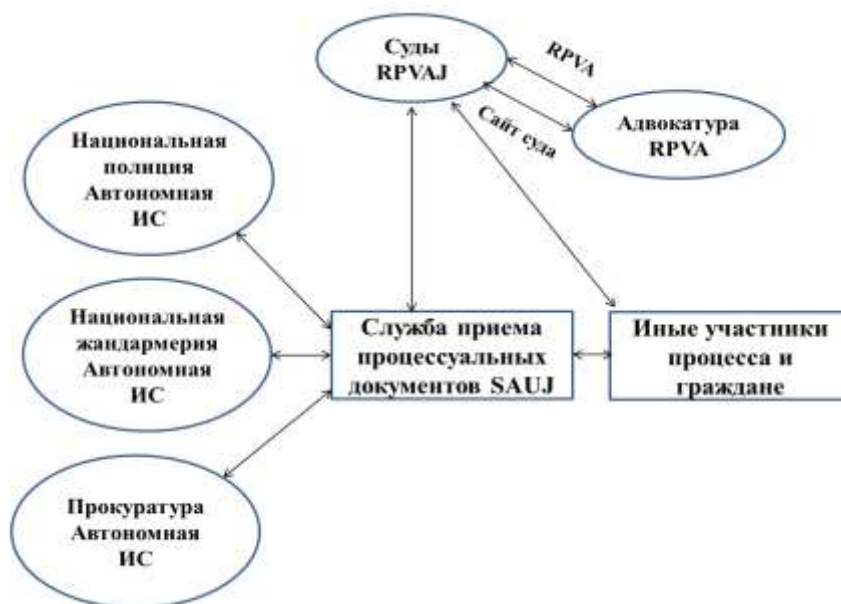 Суды
RPVAJ
RPVA
Сайт суда
Адвокатура
RPVA
Национальная
полиция
Автономная
ИС
Национальная
жандармерия
Автономная
ИС
Служба приема
процессуальных
документов SAUJ
Иные участники
процесса и
граждане
Прокуратура
Автономная
ИС